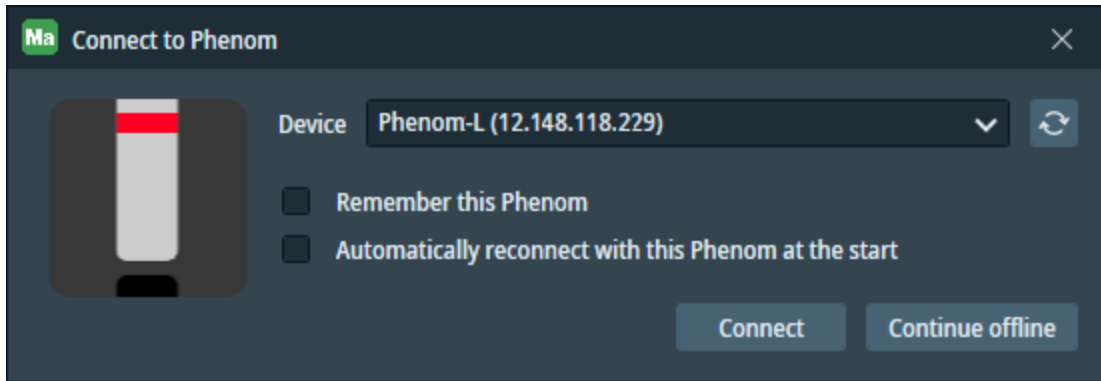 Ma Connect to Phenom
Device Phenom-L (12.148.118.229)
Remember this Phenom
Automatically reconnect with this Phenom at the start
Connect Continue offline